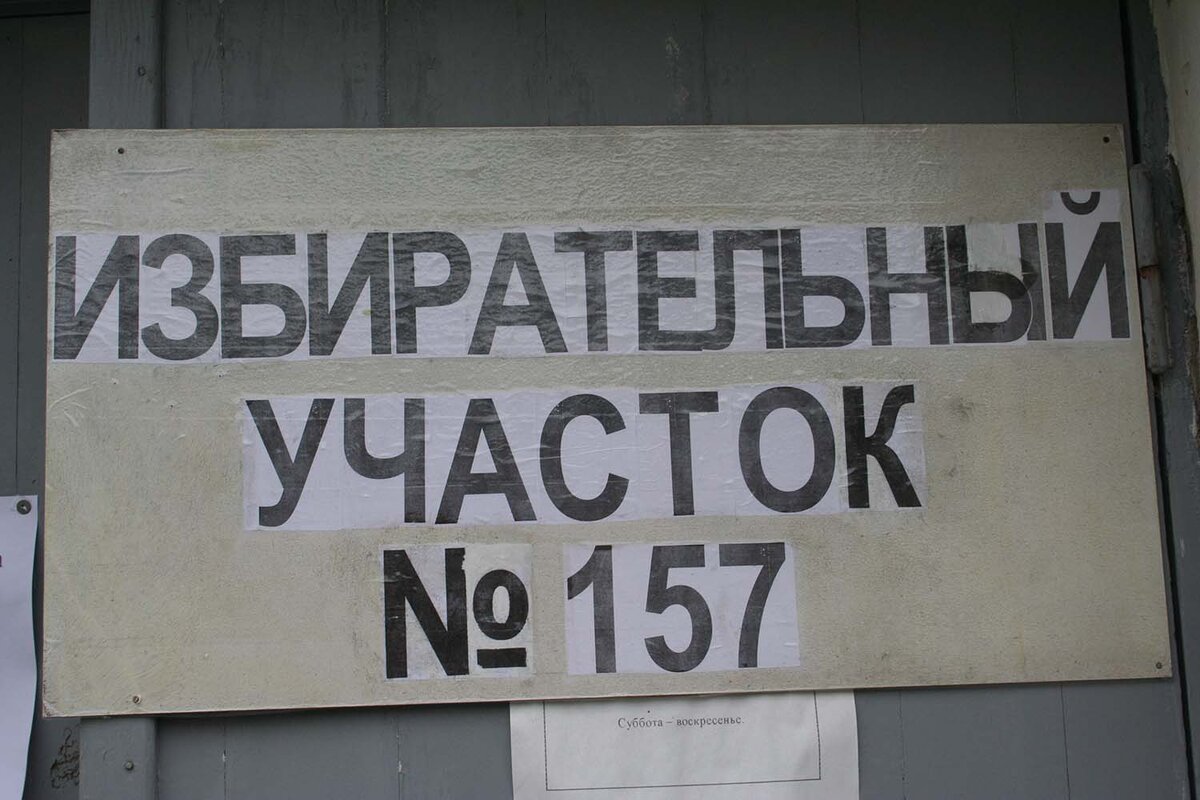 ИЗБИРАТЕЛЬНЫЙ
УЧАСТОК
№ 157
Суббота – воскресенье.